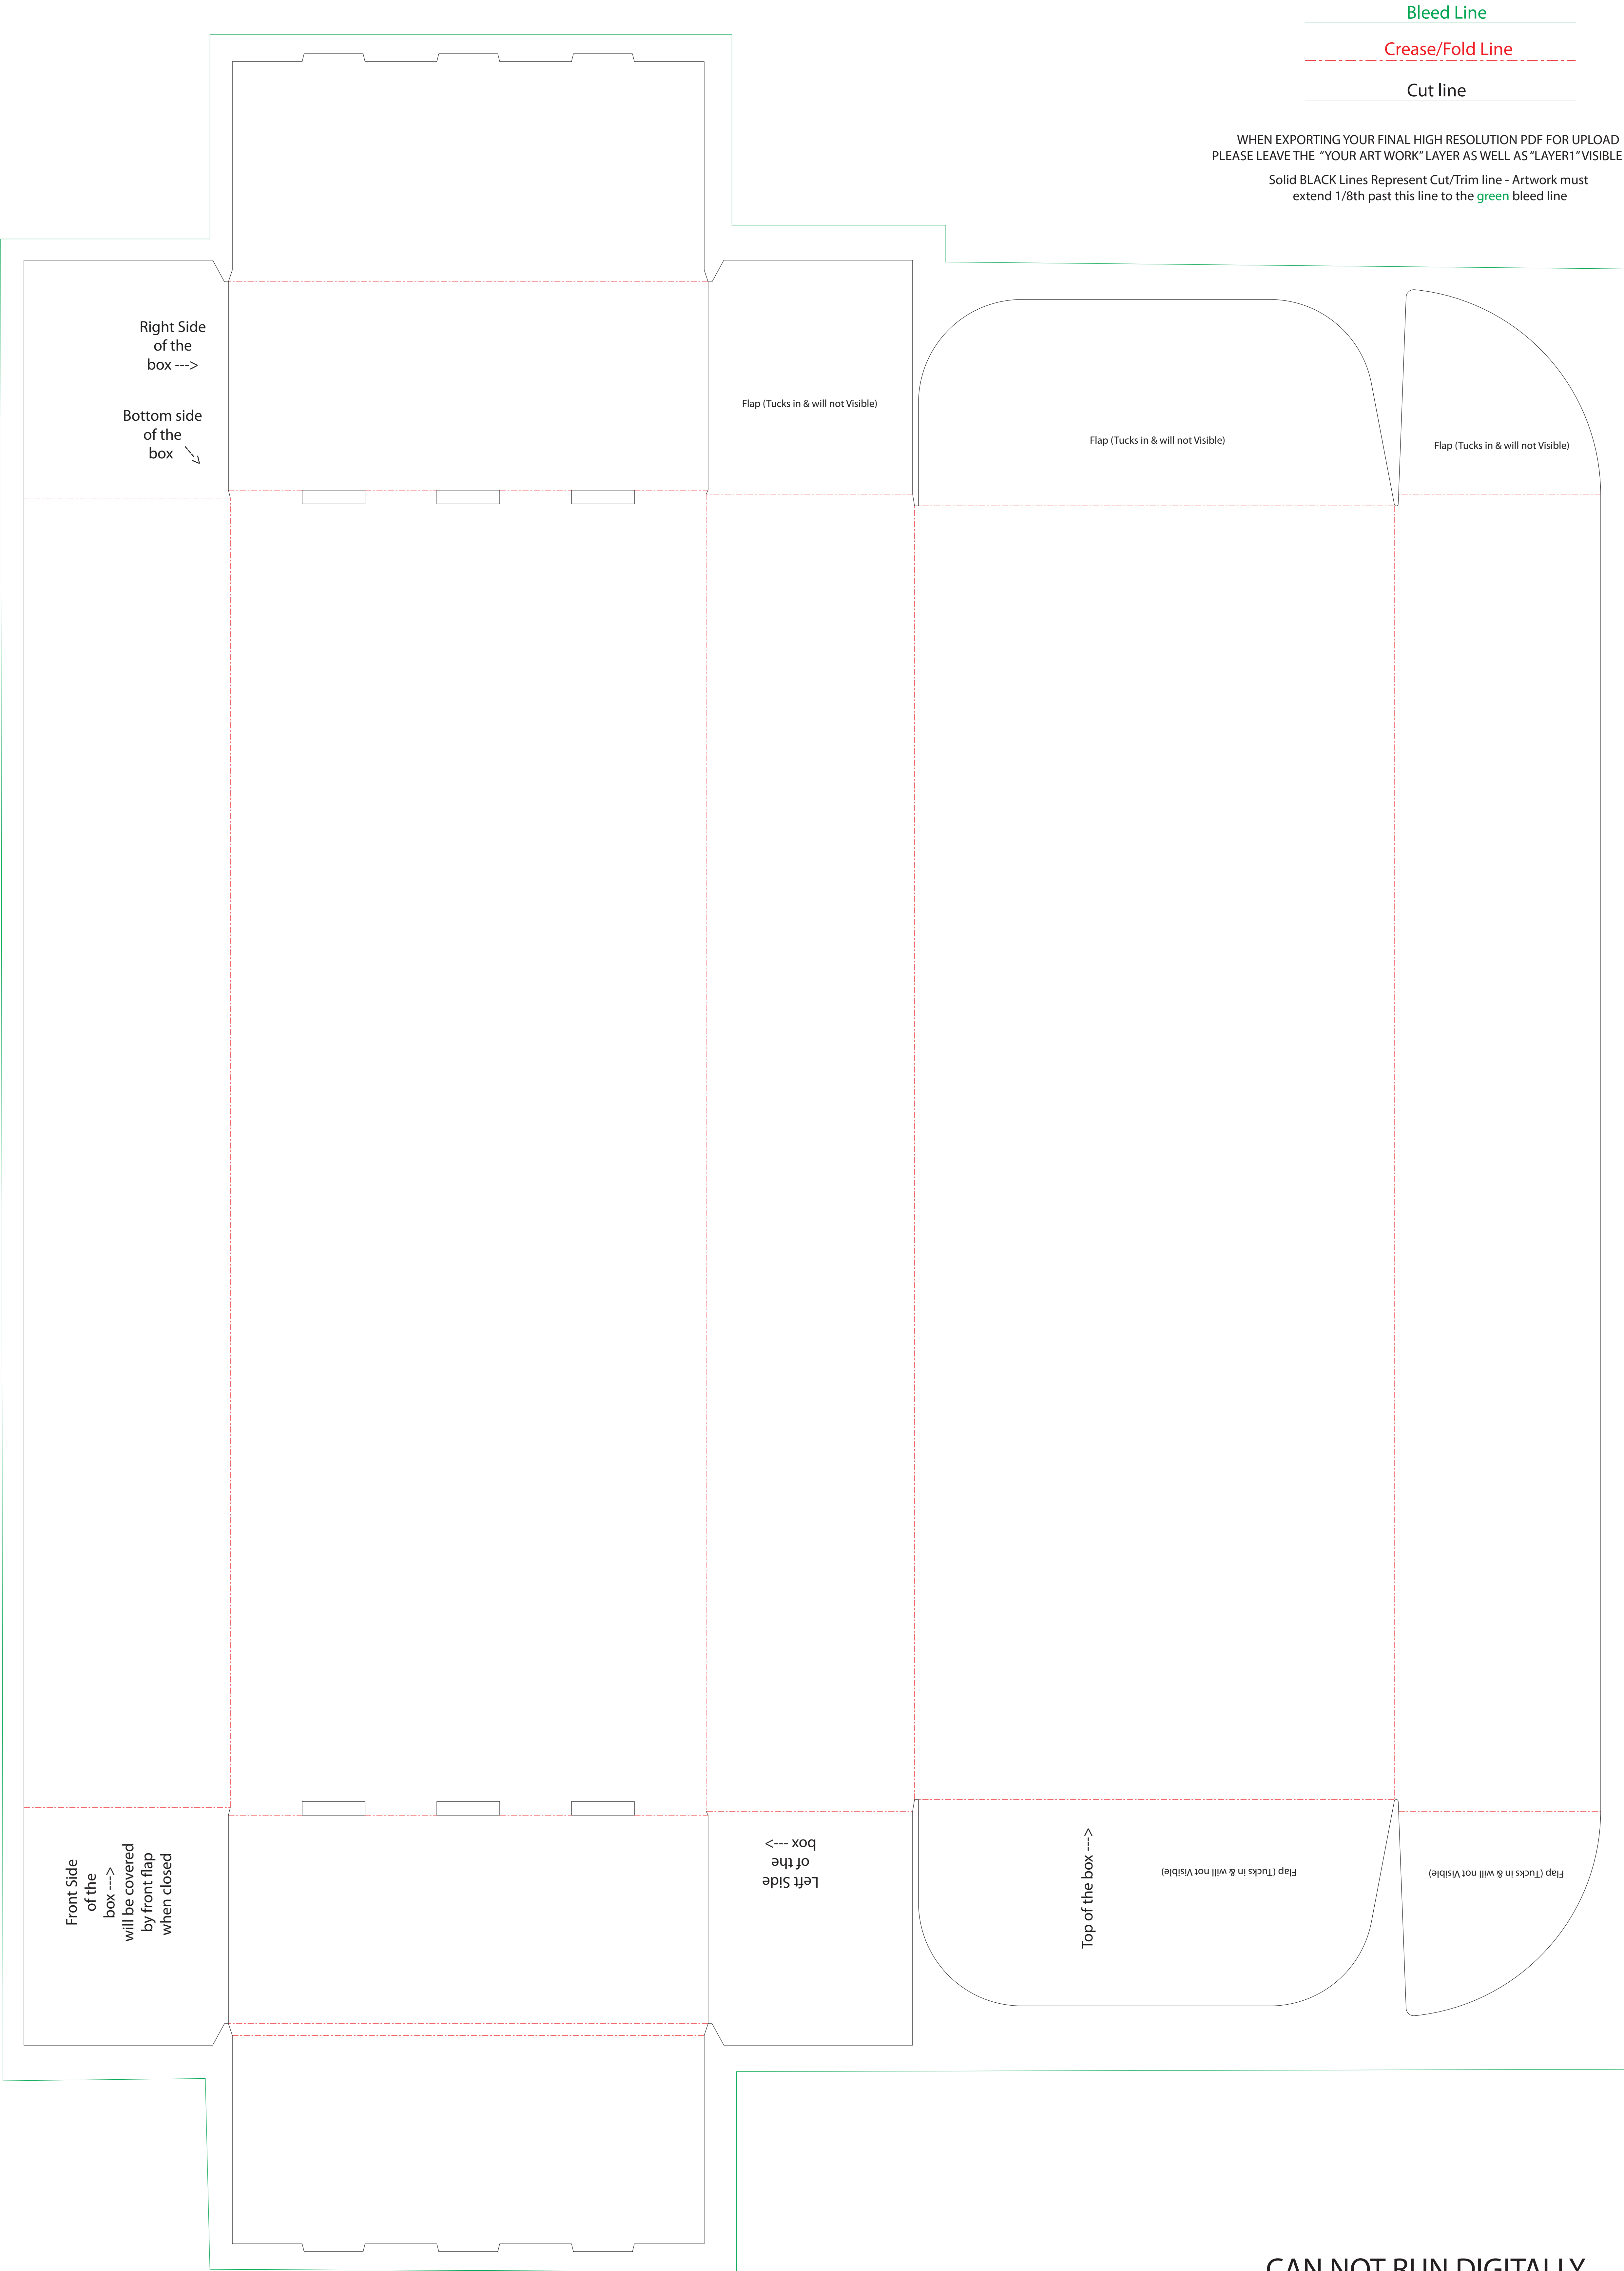 Bleed Line
Crease/Fold Line
Cut line
WHEN EXPORTING YOUR FINAL HIGH RESOLUTION PDF FOR UPLOAD
PLEASE LEAVE THE “YOUR ART WORK” LAYER AS WELL AS “LAYER1” VISIBLE
Solid BLACK Lines Represent Cut/Trim line - Artwork must
extend 1/8th past this line to the green bleed line
Right Side
of the
box --->
Bottom side
of the
box
Flap (Tucks in & will not Visible)
Flap (Tucks in & will not Visible)
Flap (Tucks in & will not Visible)
Front Side
of the
box --->
will be covered
by front flap
when closed
Left Side
of the
box --->
Top of the box --->
Flap (Tucks in & will not Visible)
Flap (Tucks in & will not Visible)
CAN NOT RUN DIGITALLY